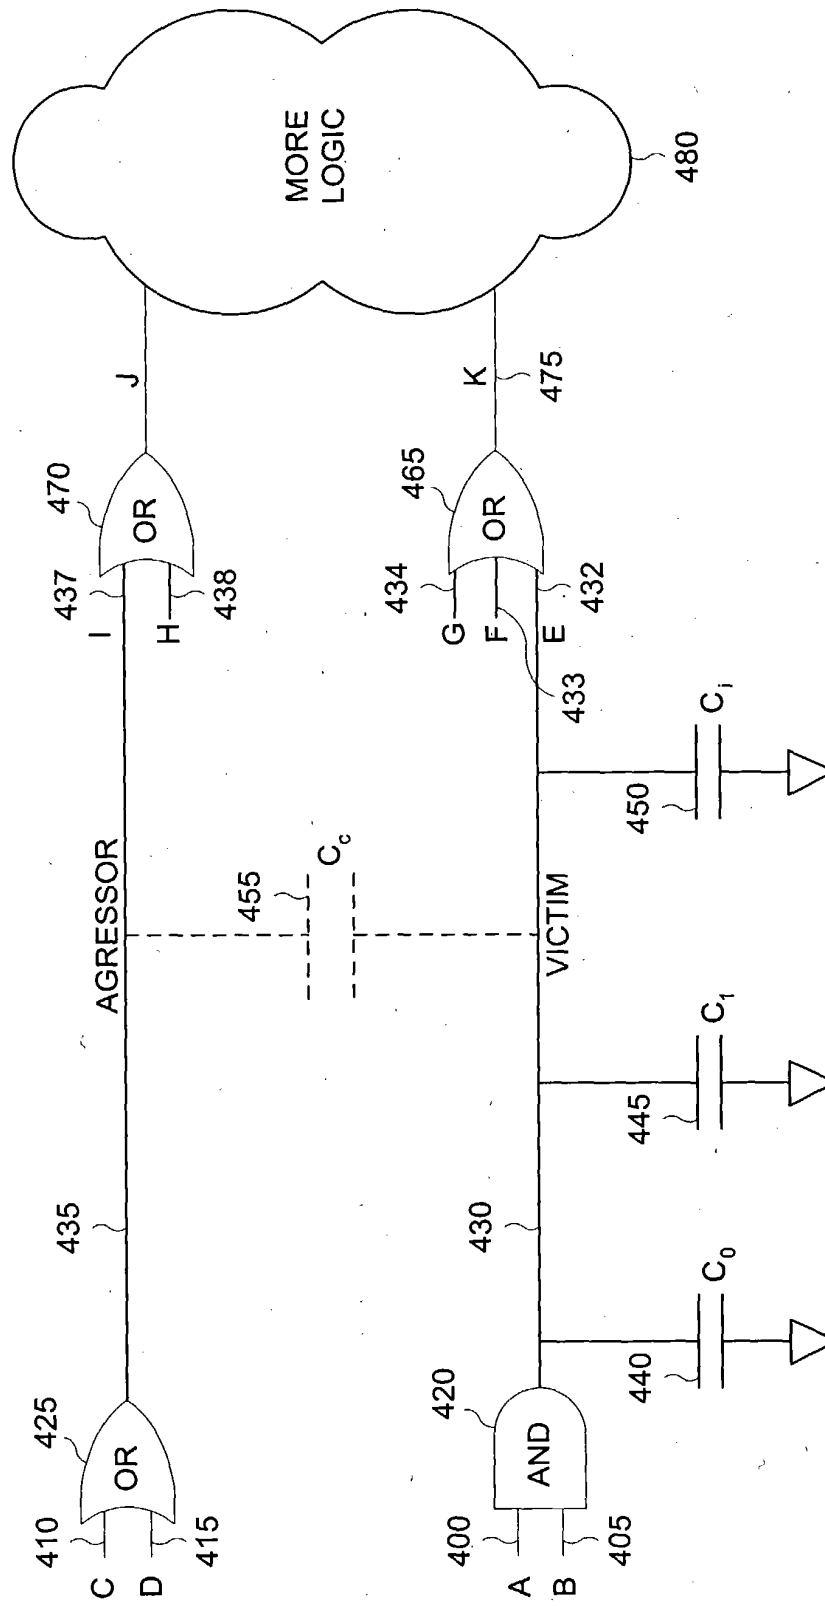 C
410
D
415
425
OR
435
AGRESSOR
I
437
H
438
470
OR
J
455
Cc
MORE
LOGIC
480
A
400
B
405
420
AND
430
VICTIM
G
434
F
433
E
432
465
OR
K
475
440
C0
445
C1
450
Ci